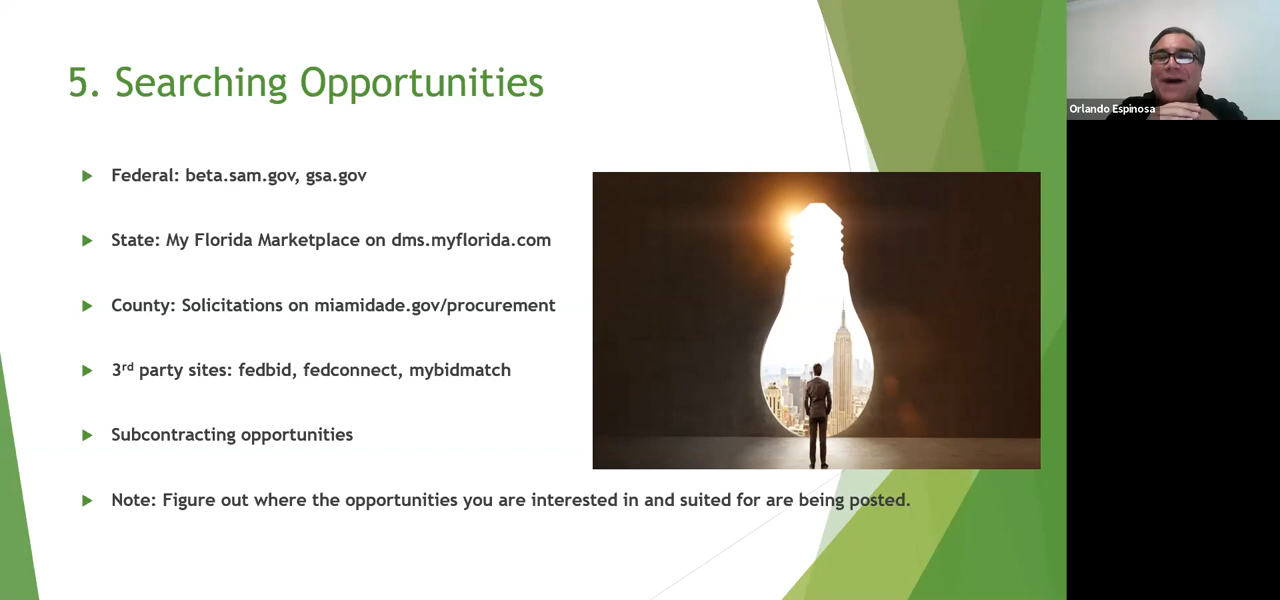 5. Searching Opportunities
Federal: beta.sam.gov, gsa.gov
State: My Florida Marketplace on dms.myflorida.com
County: Solicitations on miamidade.gov/procurement
3rd party sites: fedbid, fedconnect, mybidmatch
Subcontracting opportunities
Note: Figure out where the opportunities you are interested in and suited for are being posted.
Orlando Espinosa